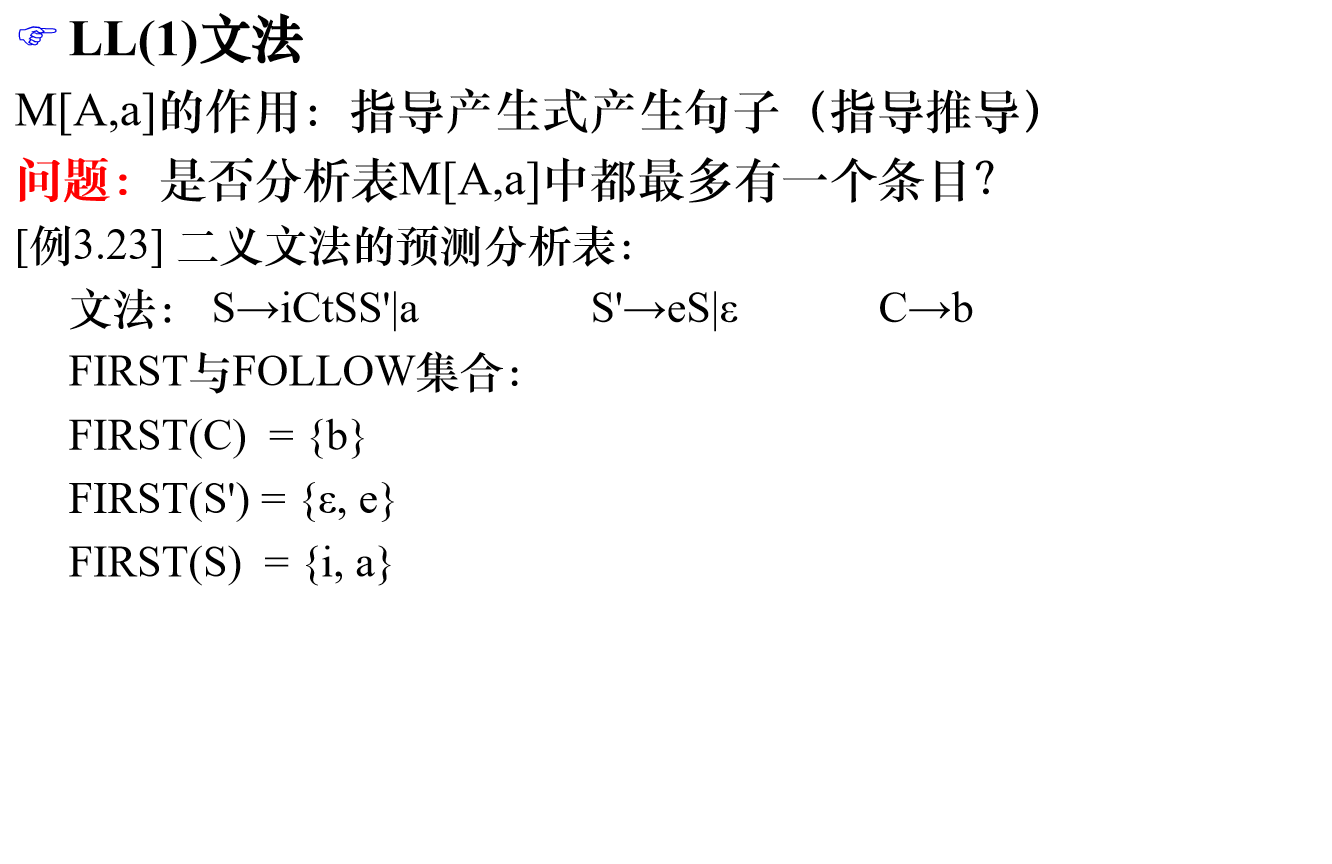 ☞ LL(1)文法
M[A,a]的作用：指导产生式产生句子（指导推导）
问题：是否分析表M[A,a]中都最多有一个条目？
[例3.23] 二义文法的预测分析表：
文法： S→iCtSS'|a S'→eS|ε C→b
FIRST与FOLLOW集合：
FIRST(C) = {b}
FIRST(S') = {ε, e}
FIRST(S) = {i, a}